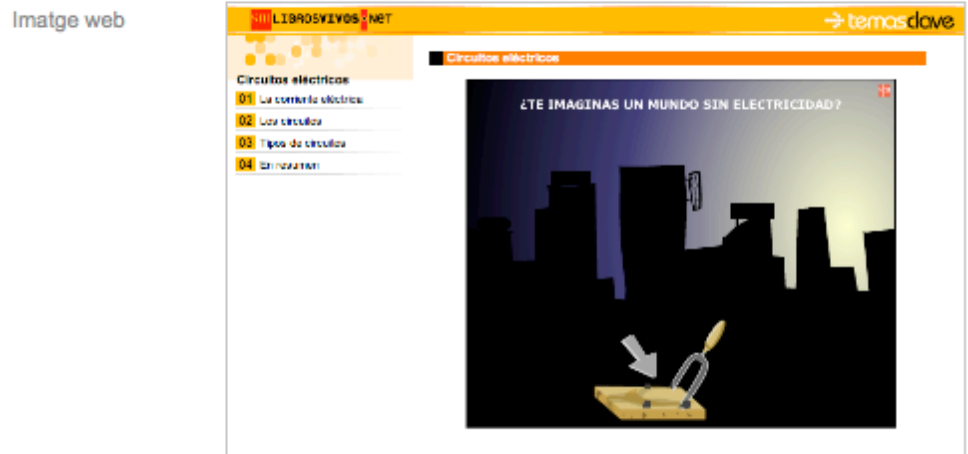 Imatge web
sm LIBROSVIVOS.NET
→ temasclave
Circuitos eléctricos
Circuitos eléctricos
01 La corriente eléctrica
02 Los circuitos
03 Tipos de circuitos
04 En resumen
¿TE IMAGINAS UN MUNDO SIN ELECTRICIDAD?